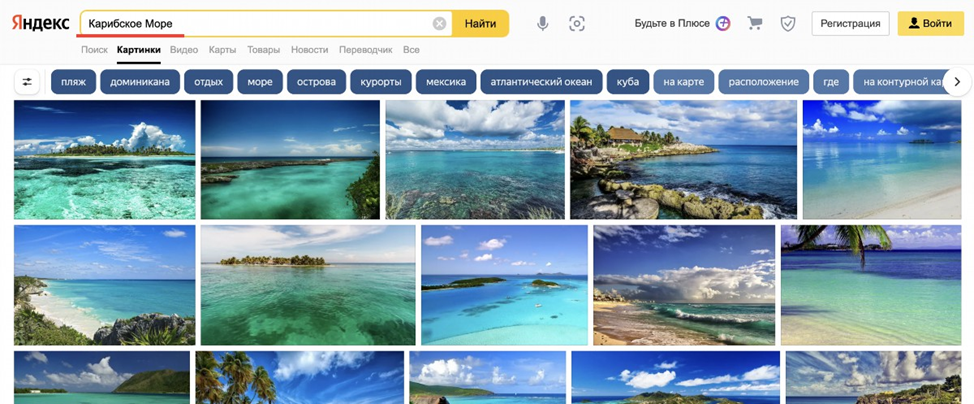 Яндекс Карибское Море Найти Будьте в Плюсе Регистрация Войти
Поиск Картинки Видео Карты Товары Новости Переводчик Все
пляж доминикана отдых море острова курорты мексика атлантический океан куба на карте расположение где на контурной ка